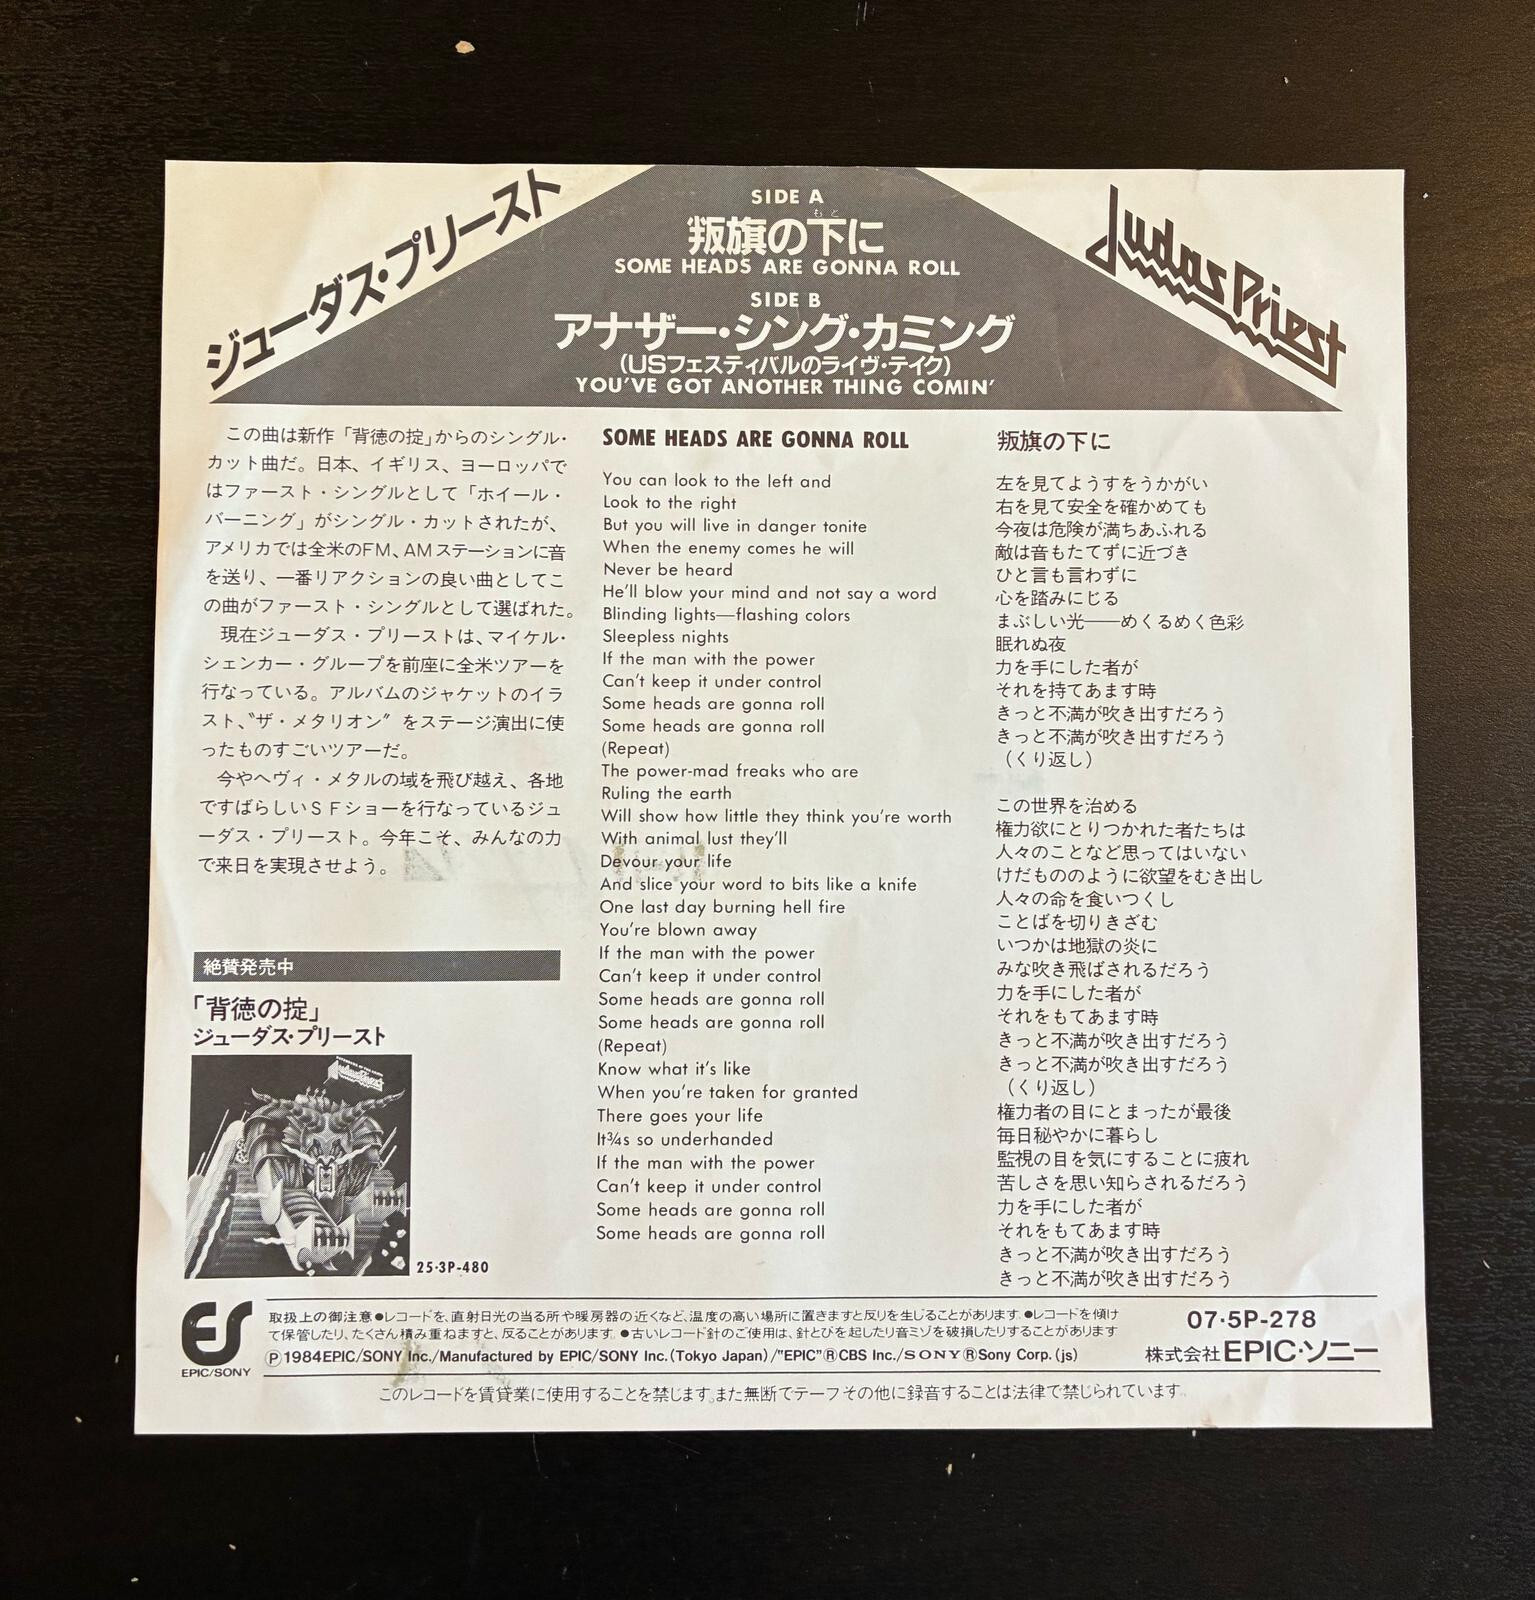 ジューダス・プリースト
SIDE A
もと
叛旗の下に
SOME HEADS ARE GONNA ROLL
SIDE B
アナザー・シング・カミング
(USフェスティバルのライヴ・テイク)
YOU'VE GOT ANOTHER THING COMIN'
Judas Priest
この曲は新作「背徳の掟」からのシングル・
カット曲だ。日本、イギリス、ヨーロッパで
はファースト・シングルとして「ホイール・
バーニング」がシングル・カットされたが、
アメリカでは全米のFM、AMステーションに音
を送り、一番リアクションの良い曲としてこ
の曲がファースト・シングルとして選ばれた。
現在ジューダス・プリーストは、マイケル・
シェンカー・グループを前座に全米ツアーを
行なっている。アルバムのジャケットのイラ
スト、〝ザ・メタリオン〟をステージ演出に使
ったものすごいツアーだ。
今やヘヴィ・メタルの域を飛び越え、各地
ですばらしいSFショーを行なっているジュ
ーダス・プリースト。今年こそ、みんなの力
で来日を実現させよう。
絶賛発売中
「背徳の掟」
ジューダス・プリースト
Judas Priest
25·3P-480
SOME HEADS ARE GONNA ROLL
You can look to the left and
Look to the right
But you will live in danger tonite
When the enemy comes he will
Never be heard
He'll blow your mind and not say a word
Blinding lights—flashing colors
Sleepless nights
If the man with the power
Can't keep it under control
Some heads are gonna roll
Some heads are gonna roll
(Repeat)
The power-mad freaks who are
Ruling the earth
Will show how little they think you're worth
With animal lust they'll
Devour your life
And slice your word to bits like a knife
One last day burning hell fire
You're blown away
If the man with the power
Can't keep it under control
Some heads are gonna roll
Some heads are gonna roll
(Repeat)
Know what it's like
When you're taken for granted
There goes your life
It¾s so underhanded
If the man with the power
Can't keep it under control
Some heads are gonna roll
Some heads are gonna roll
叛旗の下に
左を見てようすをうかがい
右を見て安全を確かめても
今夜は危険が満ちあふれる
敵は音もたてずに近づき
ひと言も言わずに
心を踏みにじる
まぶしい光——めくるめく色彩
眠れぬ夜
力を手にした者が
それを持てあます時
きっと不満が吹き出すだろう
きっと不満が吹き出すだろう
(くり返し)
この世界を治める
権力欲にとりつかれた者たちは
人々のことなど思ってはいない
けだもののように欲望をむき出し
人々の命を食いつくし
ことばを切りきざむ
いつかは地獄の炎に
みな吹き飛ばされるだろう
力を手にした者が
それをもてあます時
きっと不満が吹き出すだろう
きっと不満が吹き出すだろう
(くり返し)
権力者の目にとまったが最後
毎日秘やかに暮らし
監視の目を気にすることに疲れ
苦しさを思い知らされるだろう
力を手にした者が
それをもてあます時
きっと不満が吹き出すだろう
きっと不満が吹き出すだろう
ES
EPIC/SONY
取扱上の御注意●レコードを、直射日光の当る所や暖房器の近くなど、温度の高い場所に置きますと反りを生じることがあります。●レコードを傾け
て保管したり、たくさん積み重ねますと、反ることがあります。●古いレコード針のご使用は、針とびを起したり音ミゾを破損したりすることがあります
Ⓟ1984EPIC/SONY Inc./Manufactured by EPIC/SONY Inc.(Tokyo Japan)/"EPIC"®CBS Inc./SONY®Sony Corp.(js)
07·5P-278
株式会社EPIC・ソニー
このレコードを賃貸業に使用することを禁じます。また無断でテープその他に録音することは法律で禁じられています。